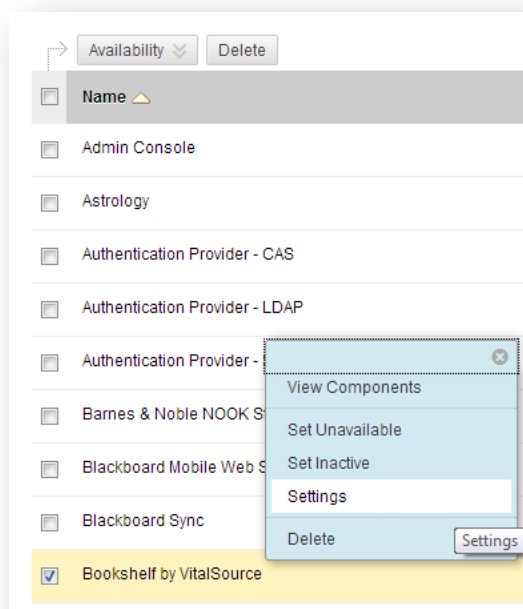 Availability Delete
Name
Admin Console
Astrology
Authentication Provider - CAS
Authentication Provider - LDAP
Authentication Provider -
View Components
Barnes & Noble NOOK S
Set Unavailable
Blackboard Mobile Web S
Set Inactive
Settings
Blackboard Sync
Delete
Settings
Bookshelf by VitalSource